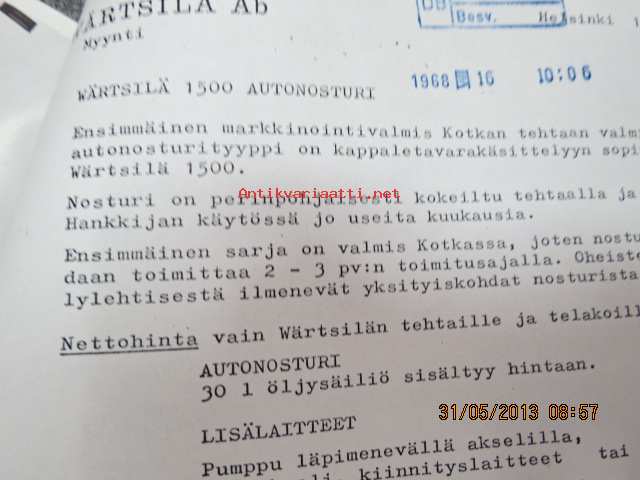 WÄRTSILÄ Ab
Myynti
Besv.
Helsinki 1
WÄRTSILÄ 1500 AUTONOSTURI
1968 16 10:06
Ensimmäinen markkinointivalmis Kotkan tehtaan valm
autonosturityyppi on kappaletavarakäsittelyyn sopi
Wärtsilä 1500.
Antikvariaatti.net
Nosturi on perinpohjaisesti kokeiltu tehtaalla ja
Hankkijan käytössä jo useita kuukausia.
Ensimmäinen sarja on valmis Kotkassa, joten nostu
daan toimittaa 2 - 3 pv:n toimitusajalla. Oheiste
lylehtisestä ilmenevät yksityiskohdat nosturista
Nettohinta vain Wärtsilän tehtaille ja telakoill
AUTONOSTURI
30 l öljysäiliö sisältyy hintaan.
31/05/2013 08:57
LISÄLAITTEET
Pumppu läpimenevällä akselilla,
kiinnityslaitteet tai